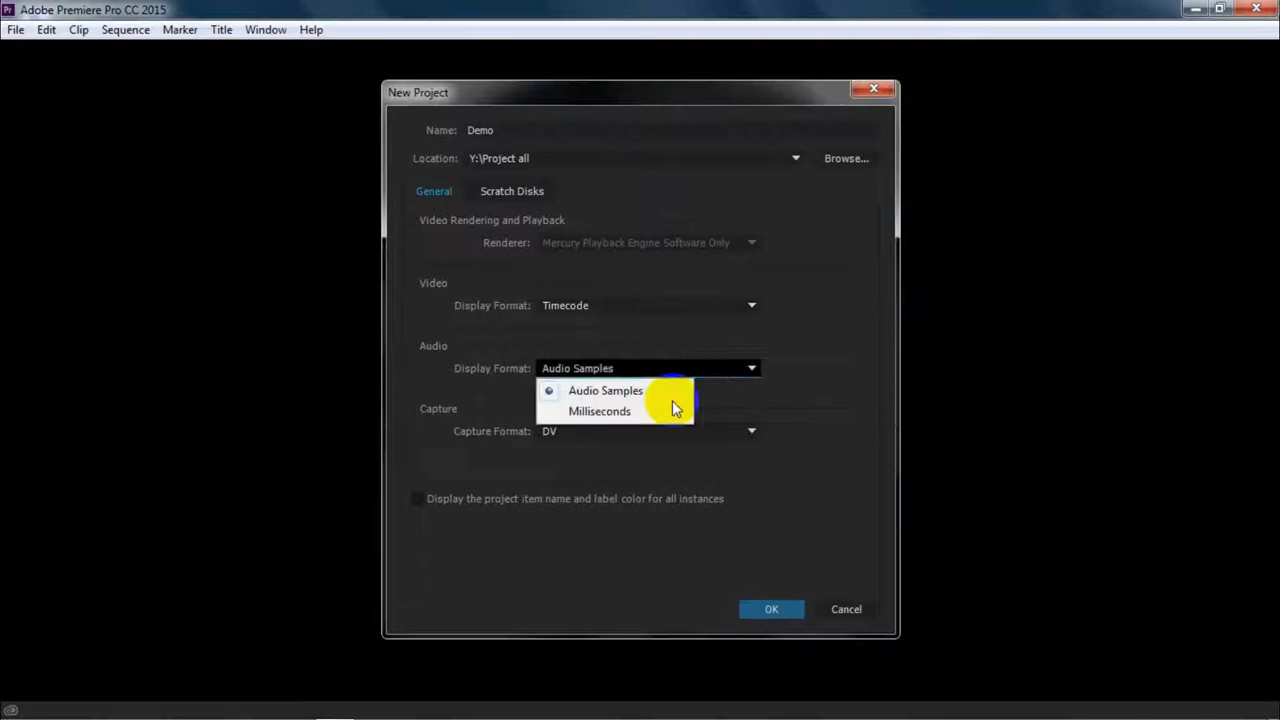 Pr Adobe Premiere Pro CC 2015
File Edit Clip Sequence Marker Title Window Help
New Project
Name: Demo
Location: Y:\Project all Browse...
General Scratch Disks
Video Rendering and Playback
Renderer: Mercury Playback Engine Software Only
Video
Display Format: Timecode
Audio
Display Format: Audio Samples
Audio Samples
Milliseconds
Capture
Capture Format: DV
Display the project item name and label color for all instances
OK Cancel